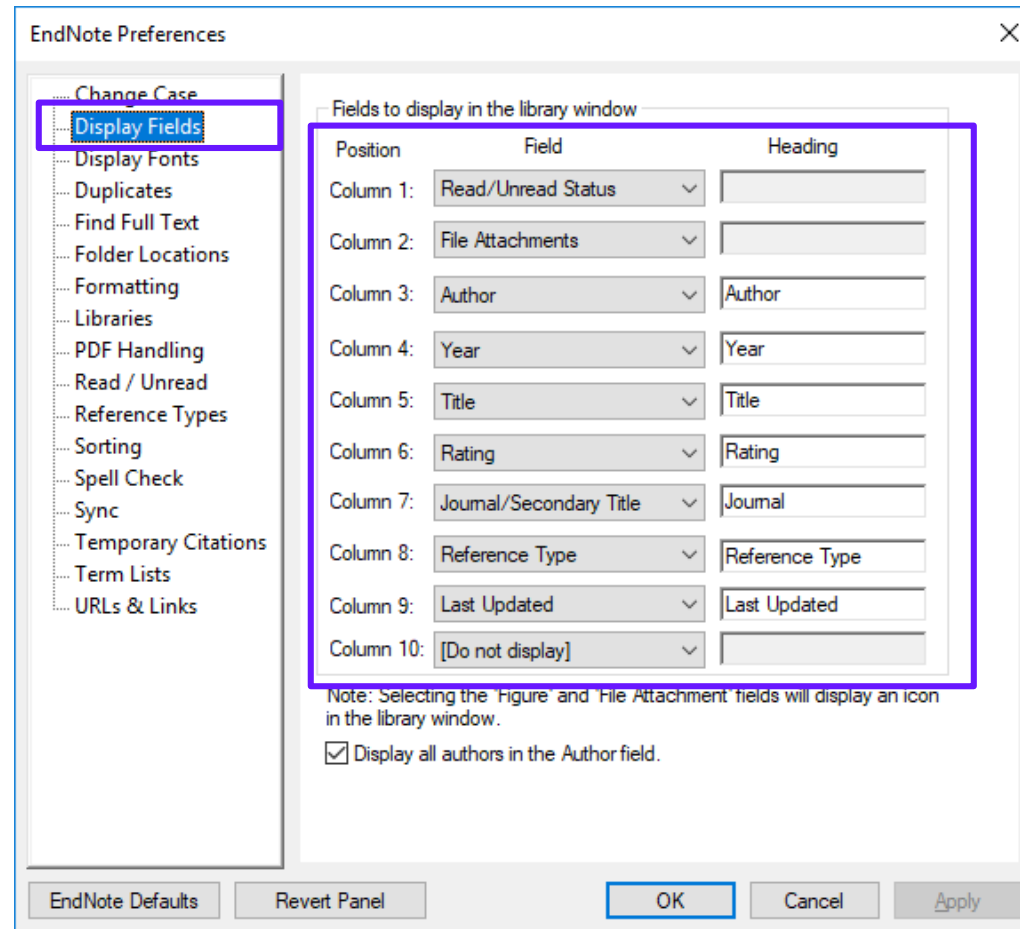 EndNote Preferences
Change Case
Display Fields
Display Fonts
Duplicates
Find Full Text
Folder Locations
Formatting
Libraries
PDF Handling
Read / Unread
Reference Types
Sorting
Spell Check
Sync
Temporary Citations
Term Lists
URLs & Links
Fields to display in the library window
Position Field Heading
Column 1: Read/Unread Status
Column 2: File Attachments
Column 3: Author Author
Column 4: Year Year
Column 5: Title Title
Column 6: Rating Rating
Column 7: Journal/Secondary Title Journal
Column 8: Reference Type Reference Type
Column 9: Last Updated Last Updated
Column 10: [Do not display]
Note: Selecting the 'Figure' and 'File Attachment' fields will display an icon
in the library window.
Display all authors in the Author field.
EndNote Defaults Revert Panel OK Cancel Apply